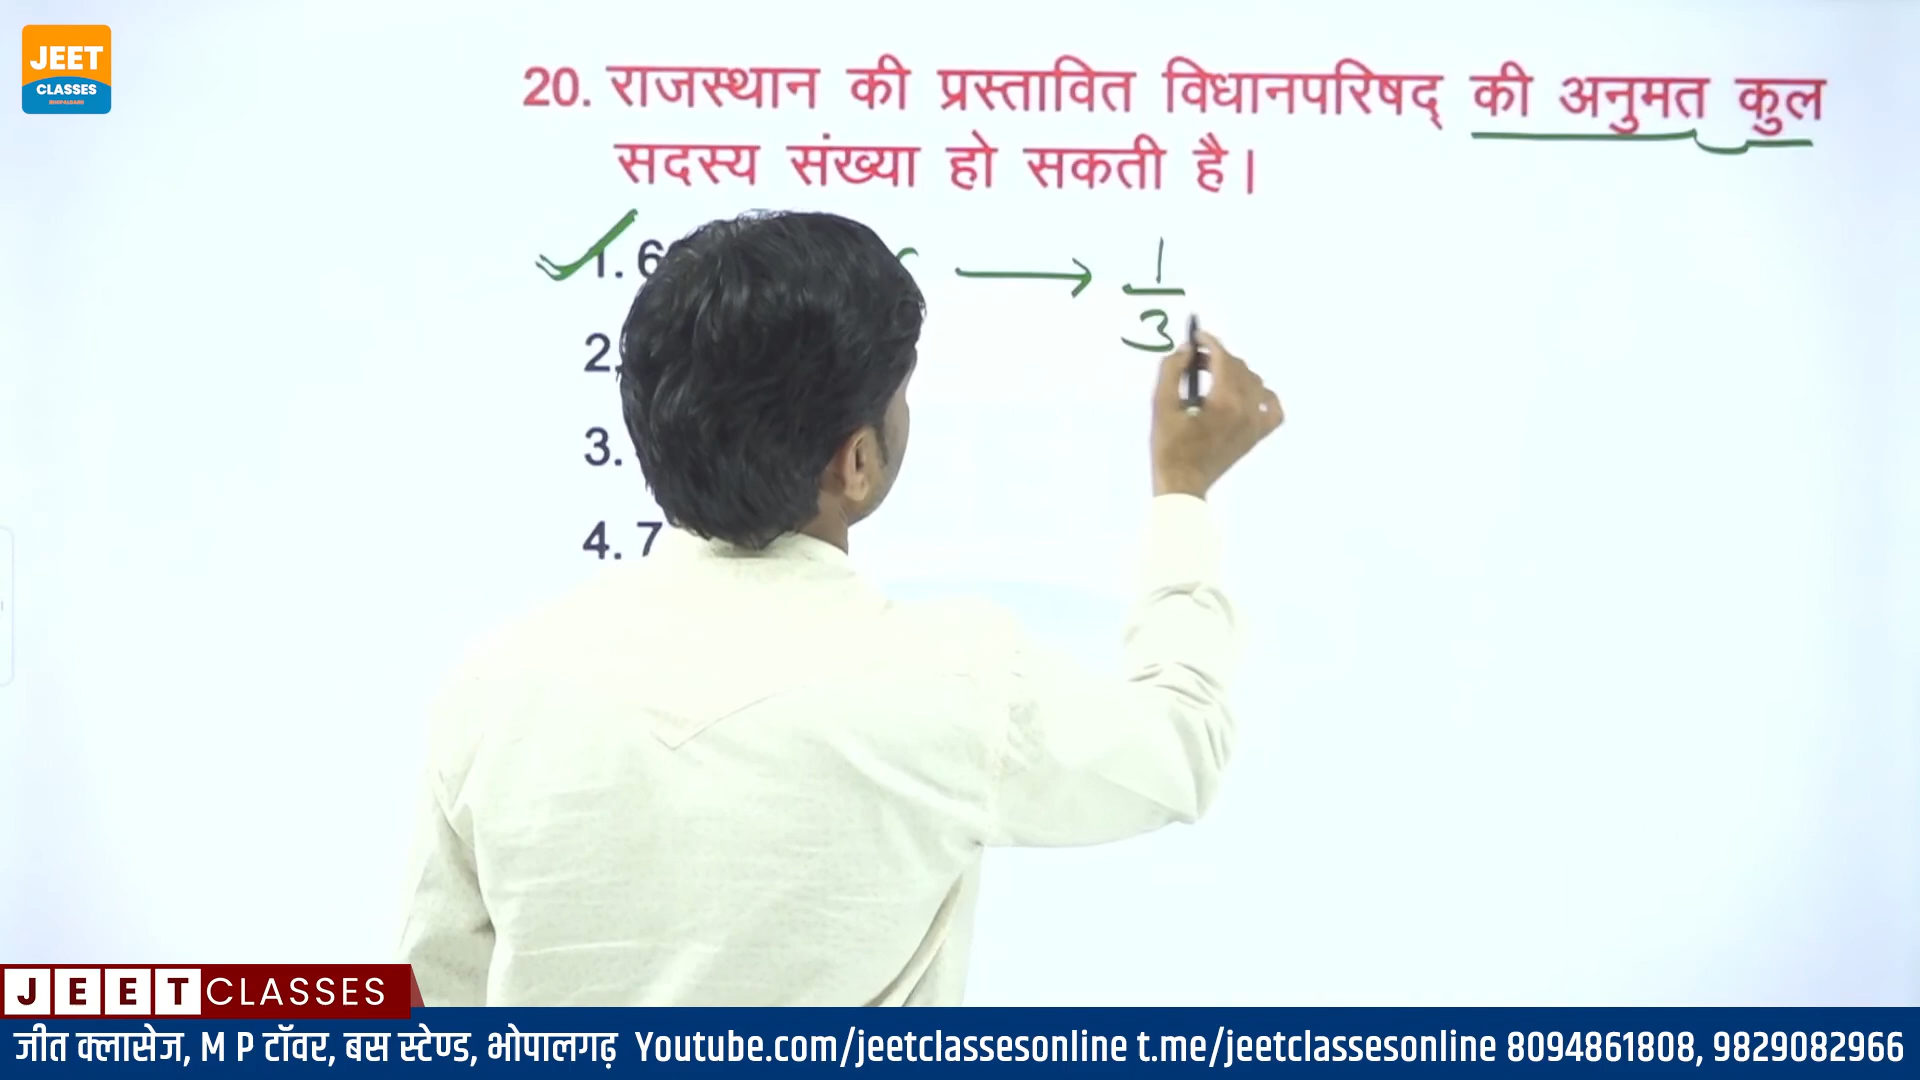 JEET
CLASSES
20. राजस्थान की प्रस्तावित विधानपरिषद् की अनुमत कुल
सदस्य संख्या हो सकती है।
1. 6
2.
3.
4. 7
1
3
JEET CLASSES
जीत क्लासेज, M P टॉवर, बस स्टेण्ड, भोपालगढ़ Youtube.com/jeetclassesonline t.me/jeetclassesonline 8094861808, 9829082966